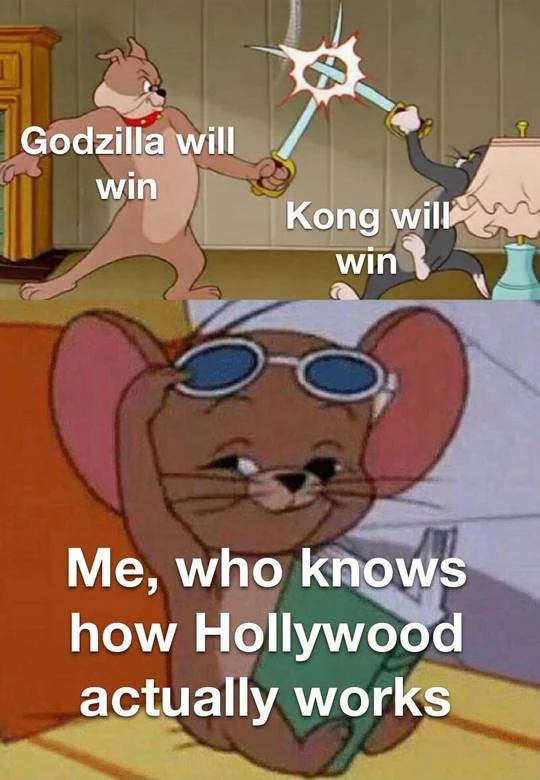 Godzilla will
win
Kong will
win
Me, who knows
how Hollywood
actually works